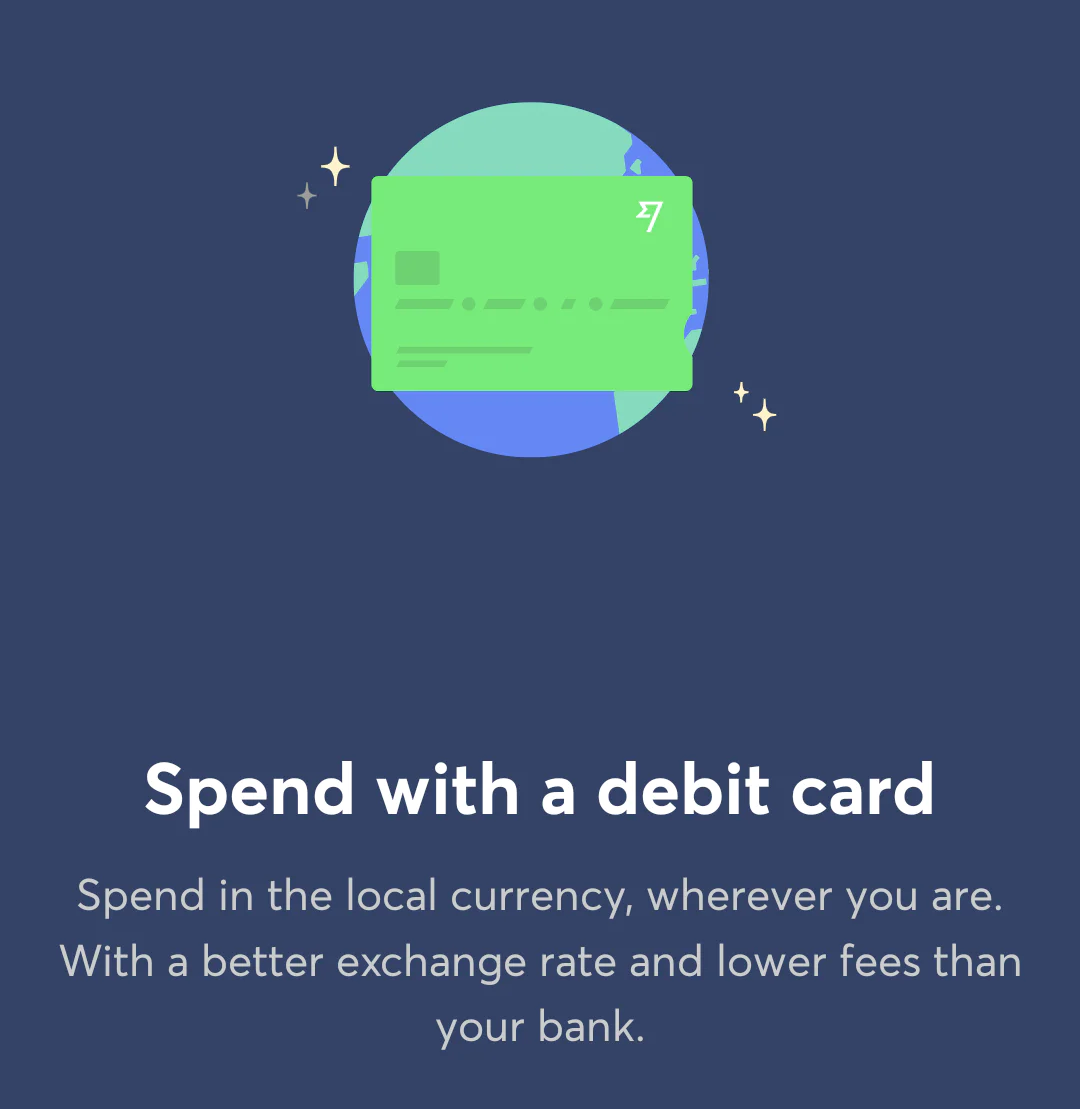 Spend with a debit card
Spend in the local currency, wherever you are.
With a better exchange rate and lower fees than
your bank.